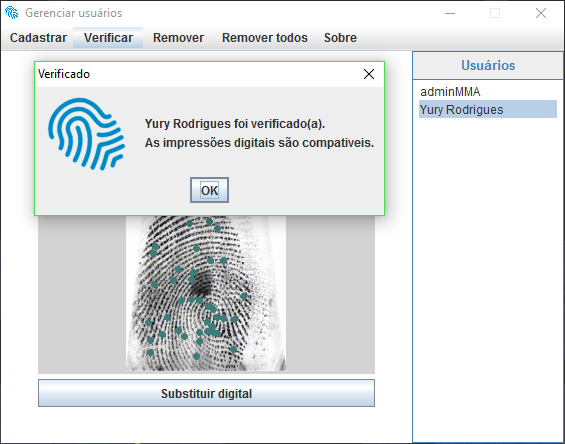 Gerenciar usuários
Cadastrar Verificar Remover Remover todos Sobre
Verificado
Yury Rodrigues foi verificado(a).
As impressões digitais são compativeis.
OK
Substituir digital
Usuários
adminMMA
Yury Rodrigues